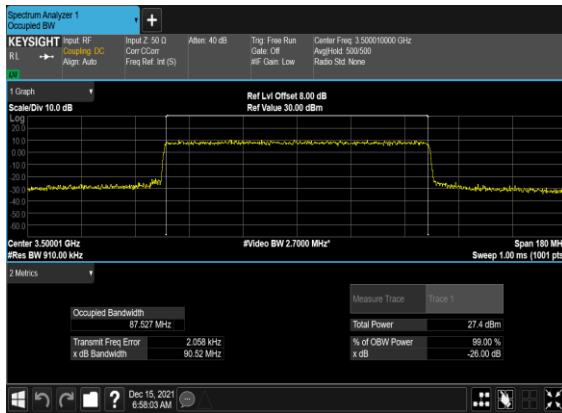 Spectrum Analyzer 1
Occupied BW
+
KEYSIGHT Input: RF Input Z: 50 Ω Atten: 40 dB Trig: Free Run Center Freq: 3.500010000 GHz
RL Coupling: DC Corr CCorr Gate: Off Avg|Hold: 500/500
Align: Auto Freq Ref: Int (S) #IF Gain: Low Radio Std: None
1 Graph Ref Lvl Offset 8.00 dB
Scale/Div 10.0 dB Ref Value 30.00 dBm
Log
20.0
10.0
0.00
-10.0
-20.0
-30.0
-40.0
-50.0
-60.0
Center 3.50001 GHz #Video BW 2.7000 MHz* Span 180 MH
#Res BW 910.00 kHz Sweep 1.00 ms (1001 pts
2 Metrics
Measure Trace Trace 1
Occupied Bandwidth
87.527 MHz Total Power 27.4 dBm
Transmit Freq Error 2.058 kHz % of OBW Power 99.00 %
x dB Bandwidth 90.52 MHz x dB -26.00 dB
? Dec 15, 2021
6:58:03 AM